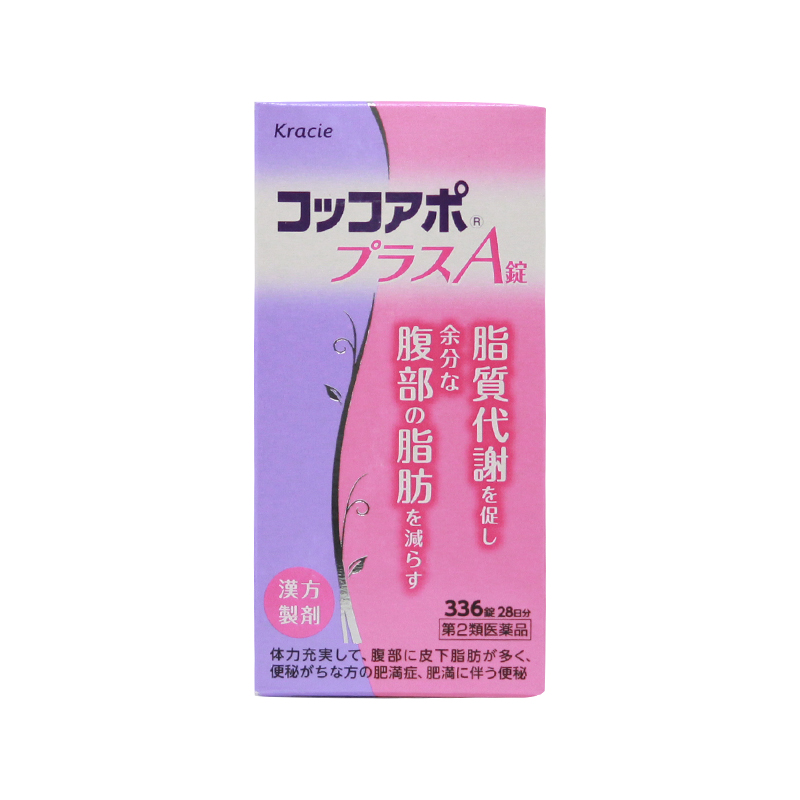 Kracie
コッコアポ®
プラスA錠
脂質代謝を促し
余分な
腹部の脂肪を減らす
漢方
製剤
336錠 28日分
第2類医薬品
体力充実して、腹部に皮下脂肪が多く、
便秘がちな方の肥満症、肥満に伴う便秘